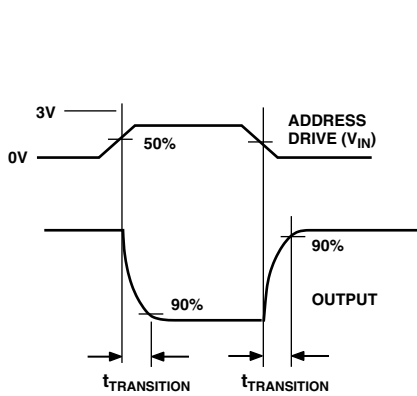 3V
ADDRESS
DRIVE (VIN)
50%
0V
90%
90%
OUTPUT
tTRANSITION
tTRANSITION